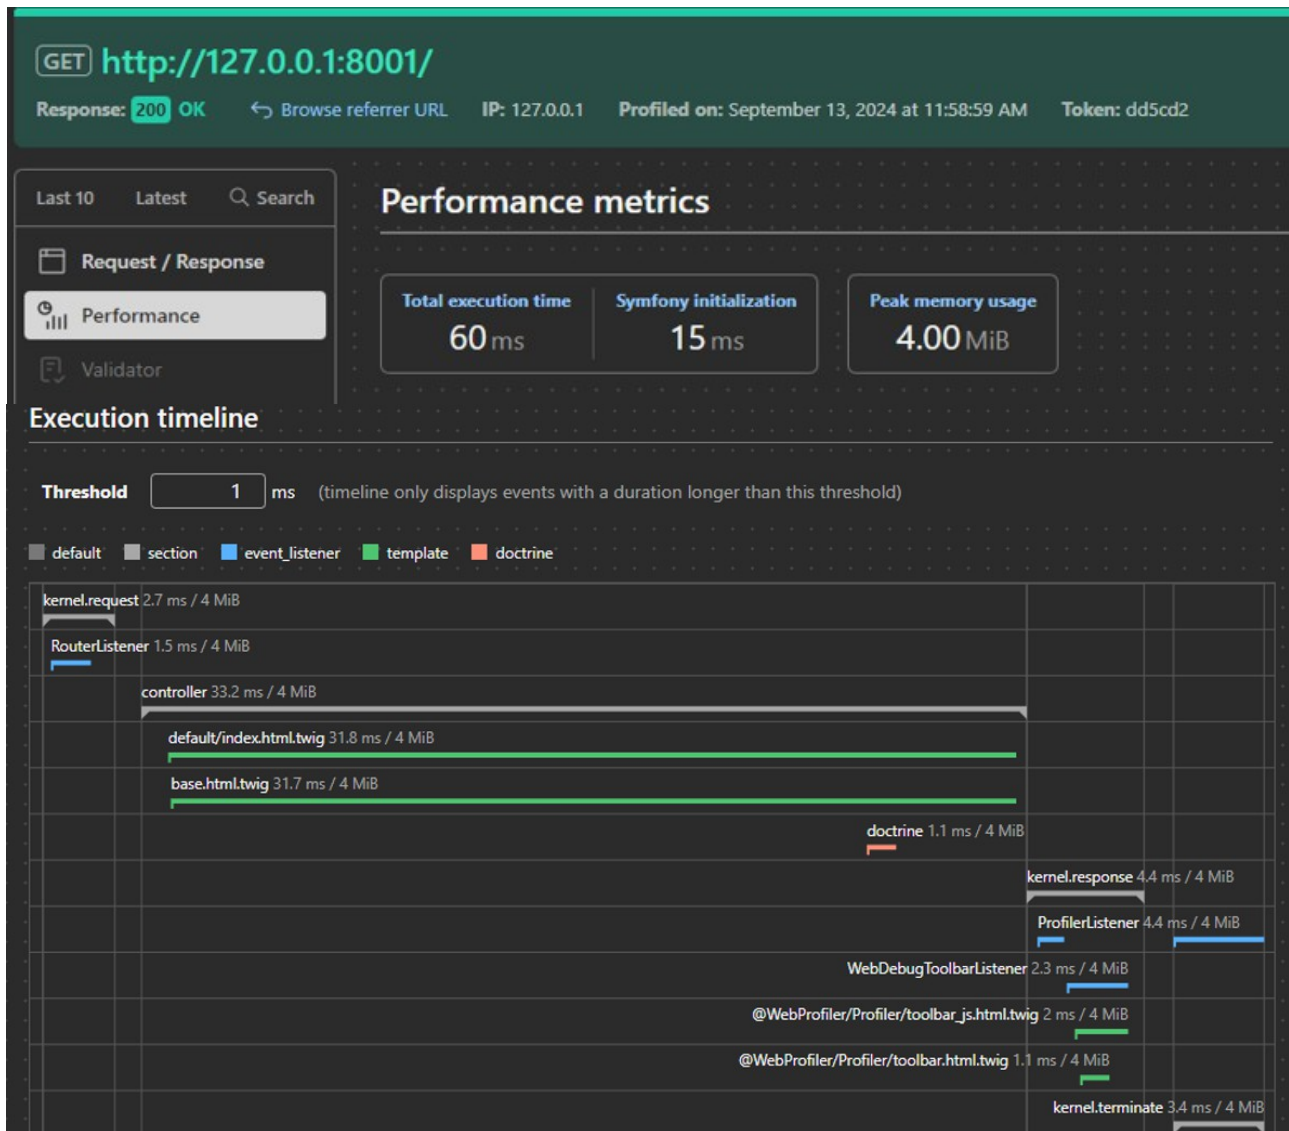 GET http://127.0.0.1:8001/
Response: 200 OK Browse referrer URL IP: 127.0.0.1 Profiled on: September 13, 2024 at 11:58:59 AM Token: dd5cd2
Last 10 Latest Search
Request / Response
Performance
Validator
Performance metrics
Total execution time
60 ms
Symfony initialization
15 ms
Peak memory usage
4.00 MiB
Execution timeline
Threshold 1 ms (timeline only displays events with a duration longer than this threshold)
default section event_listener template doctrine
kernel.request 2.7 ms / 4 MiB
RouterListener 1.5 ms / 4 MiB
controller 33.2 ms / 4 MiB
default/index.html.twig 31.8 ms / 4 MiB
base.html.twig 31.7 ms / 4 MiB
doctrine 1.1 ms / 4 MiB
kernel.response 4.4 ms / 4 MiB
ProfilerListener 4.4 ms / 4 MiB
WebDebugToolbarListener 2.3 ms / 4 MiB
@WebProfiler/Profiler/toolbar_js.html.twig 2 ms / 4 MiB
@WebProfiler/Profiler/toolbar.html.twig 1.1 ms / 4 MiB
kernel.terminate 3.4 ms / 4 MiB